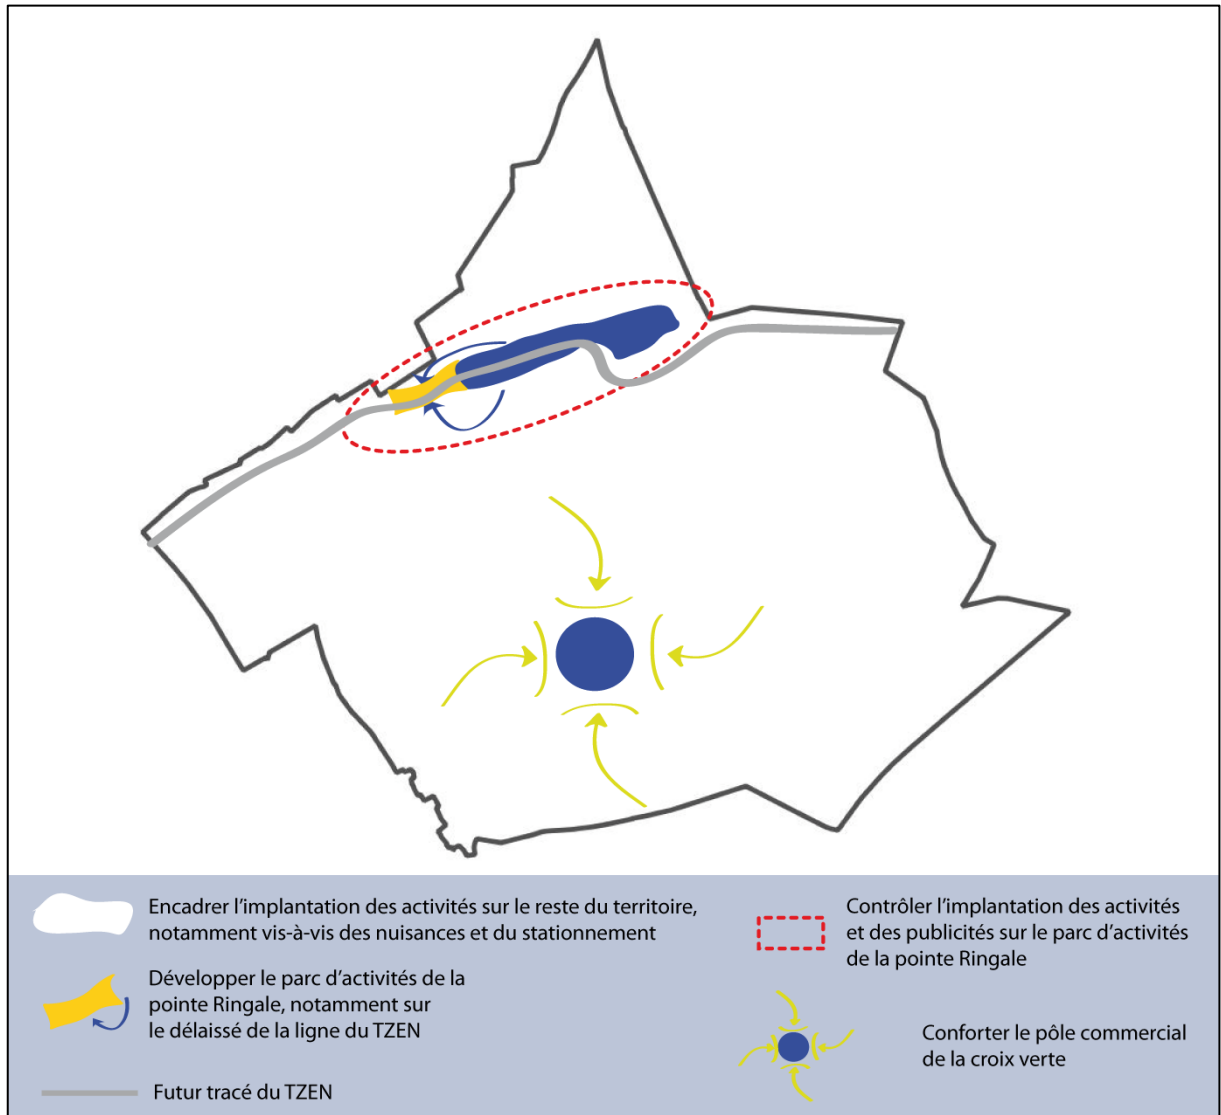 Encadrer l’implantation des activités sur le reste du territoire,
notamment vis-à-vis des nuisances et du stationnement
Développer le parc d’activités de la
pointe Ringale, notamment sur
le délaissé de la ligne du TZEN
Futur tracé du TZEN
Contrôler l’implantation des activités
et des publicités sur le parc d’activités
de la pointe Ringale
Conforter le pôle commercial
de la croix verte